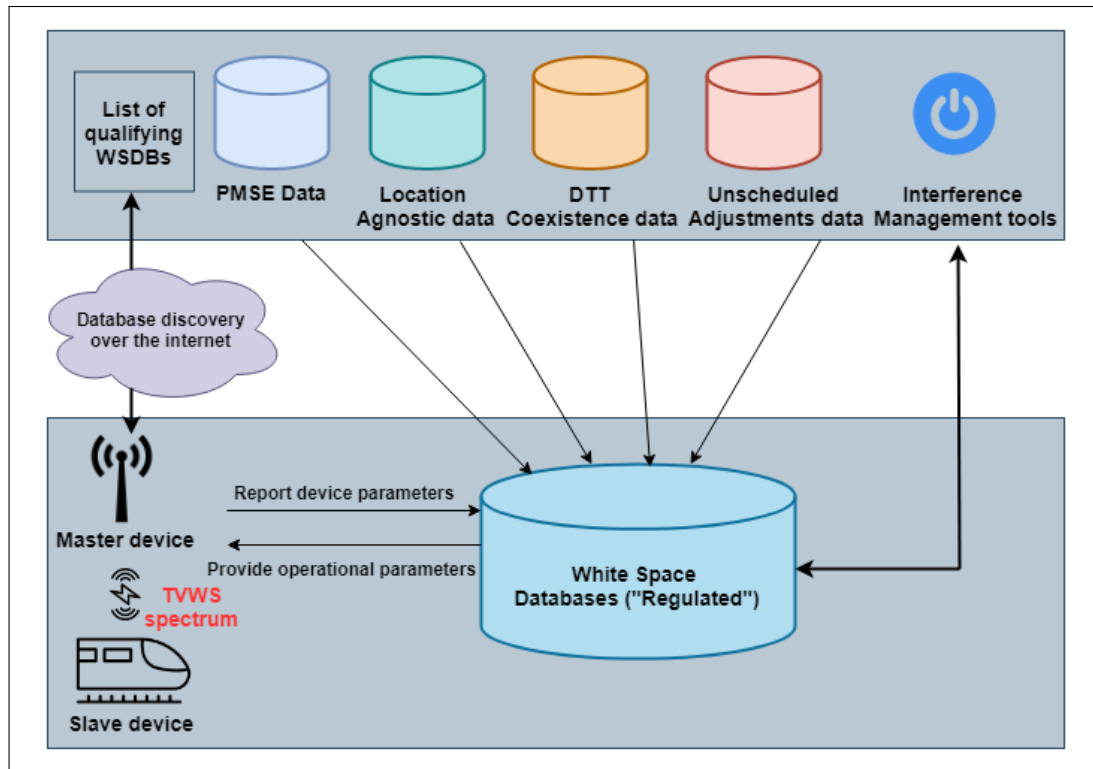 List of
qualifying
WSDBs
PMSE Data
Location
Agnostic data
DTT
Coexistence data
Unscheduled
Adjustments data
Interference
Management tools
Database discovery
over the internet
Master device
Report device parameters
Provide operational parameters
White Space
Databases ("Regulated")
TVWS
spectrum
Slave device